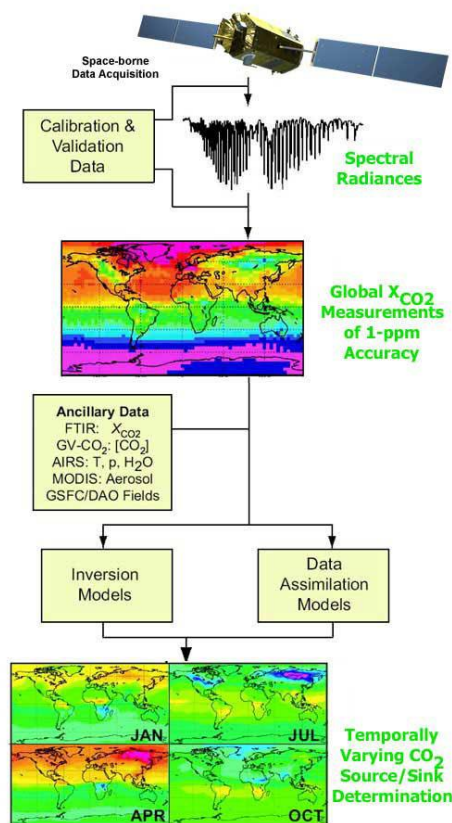 Space-borne
Data Acquisition
Calibration &
Validation
Data
Spectral
Radiances
Global XCO2
Measurements
of 1-ppm
Accuracy
Ancillary Data
FTIR: XCO2
GV-CO2: [CO2]
AIRS: T, p, H2O
MODIS: Aerosol
GSFC/DAO Fields
Inversion
Models
Data
Assimilation
Models
JAN
JUL
APR
OCT
Temporally
Varying CO2
Source/Sink
Determination